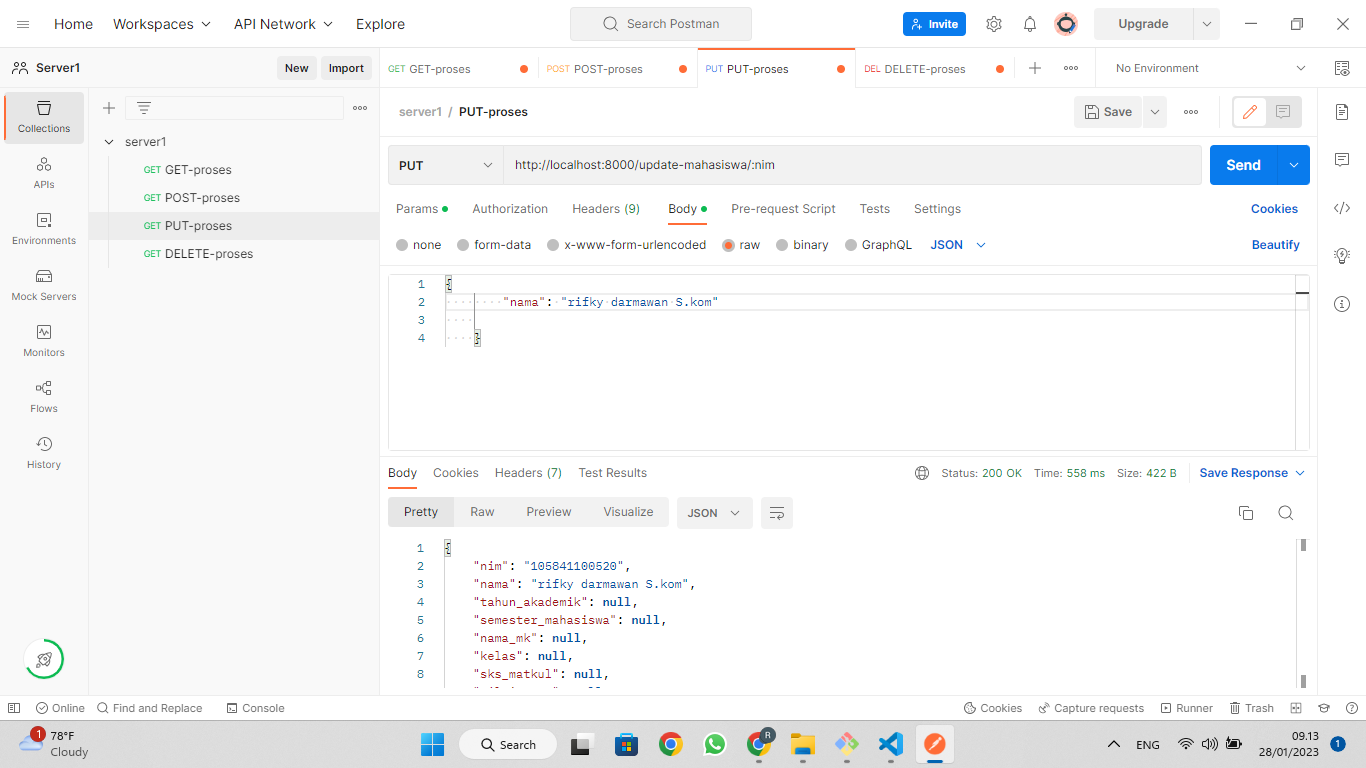 Home Workspaces API Network Explore Search Postman Invite Upgrade
Server1 New Import GET GET-proses POST POST-proses PUT PUT-proses DEL DELETE-proses No Environment
Collections
APIs
Environments
Mock Servers
Monitors
Flows
History
server1
GET GET-proses
GET POST-proses
GET PUT-proses
GET DELETE-proses
server1 / PUT-proses Save
PUT http://localhost:8000/update-mahasiswa/:nim Send
Params Authorization Headers (9) Body Pre-request Script Tests Settings Cookies
none form-data x-www-form-urlencoded raw binary GraphQL JSON Beautify
1 {
2 "nama": "rifky darmawan S.kom"
3
4 }
Body Cookies Headers (7) Test Results Status: 200 OK Time: 558 ms Size: 422 B Save Response
Pretty Raw Preview Visualize JSON
1 {
2 "nim": "105841100520",
3 "nama": "rifky darmawan S.kom",
4 "tahun_akademik": null,
5 "semester_mahasiswa": null,
6 "nama_mk": null,
7 "kelas": null,
8 "sks_matkul": null,
Online Find and Replace Console Cookies Capture requests Runner Trash
1 78°F
Cloudy
Search
R
ENG
09.13
28/01/2023
1